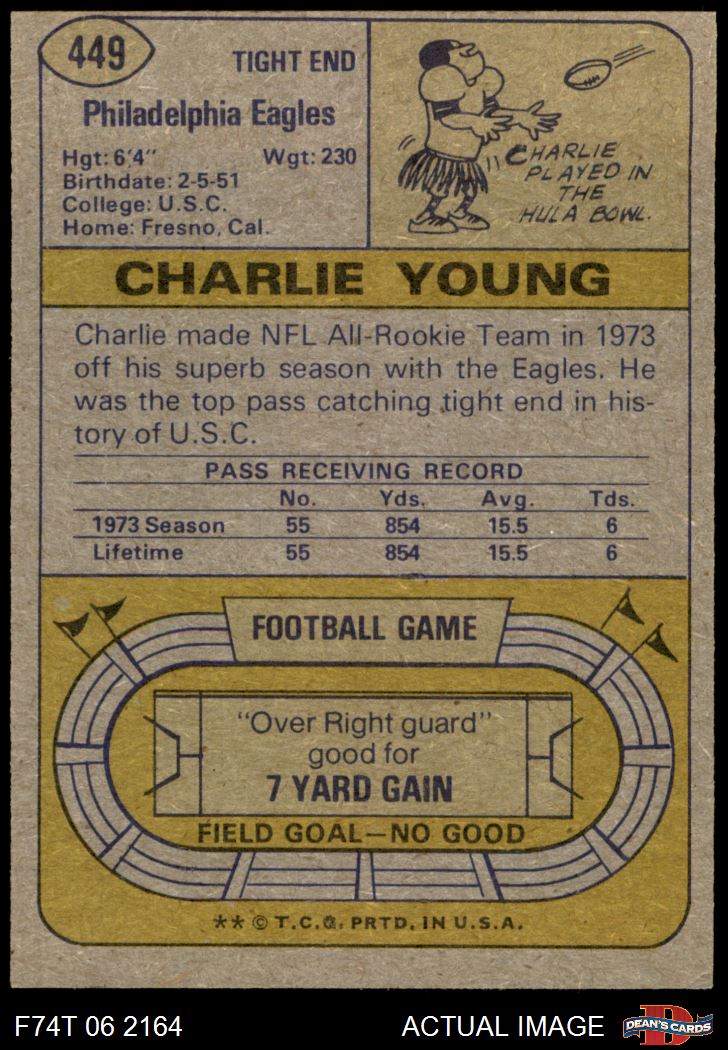 449
TIGHT END
Philadelphia Eagles
Hgt: 6'4" Wgt: 230
Birthdate: 2-5-51
College: U.S.C.
Home: Fresno, Cal.
CHARLIE
PLAYED IN
THE
HULA BOWL.
CHARLIE YOUNG
Charlie made NFL All-Rookie Team in 1973
off his superb season with the Eagles. He
was the top pass catching tight end in his-
tory of U.S.C.
PASS RECEIVING RECORD
No. Yds. Avg. Tds.
1973 Season 55 854 15.5 6
Lifetime 55 854 15.5 6
FOOTBALL GAME
"Over Right guard"
good for
7 YARD GAIN
FIELD GOAL—NO GOOD
** © T.C.G. PRTD. IN U.S.A.
F74T 06 2164 ACTUAL IMAGE
D
DEAN'S CARDS